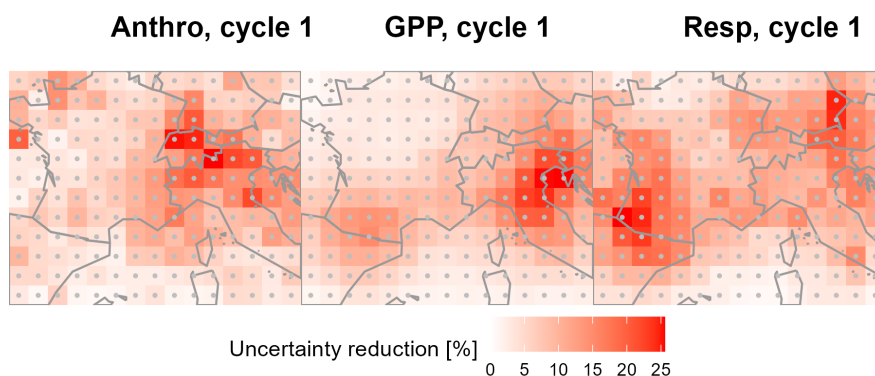 Anthro, cycle 1
GPP, cycle 1
Resp, cycle 1
Uncertainty reduction [%]
0 5 10 15 20 25